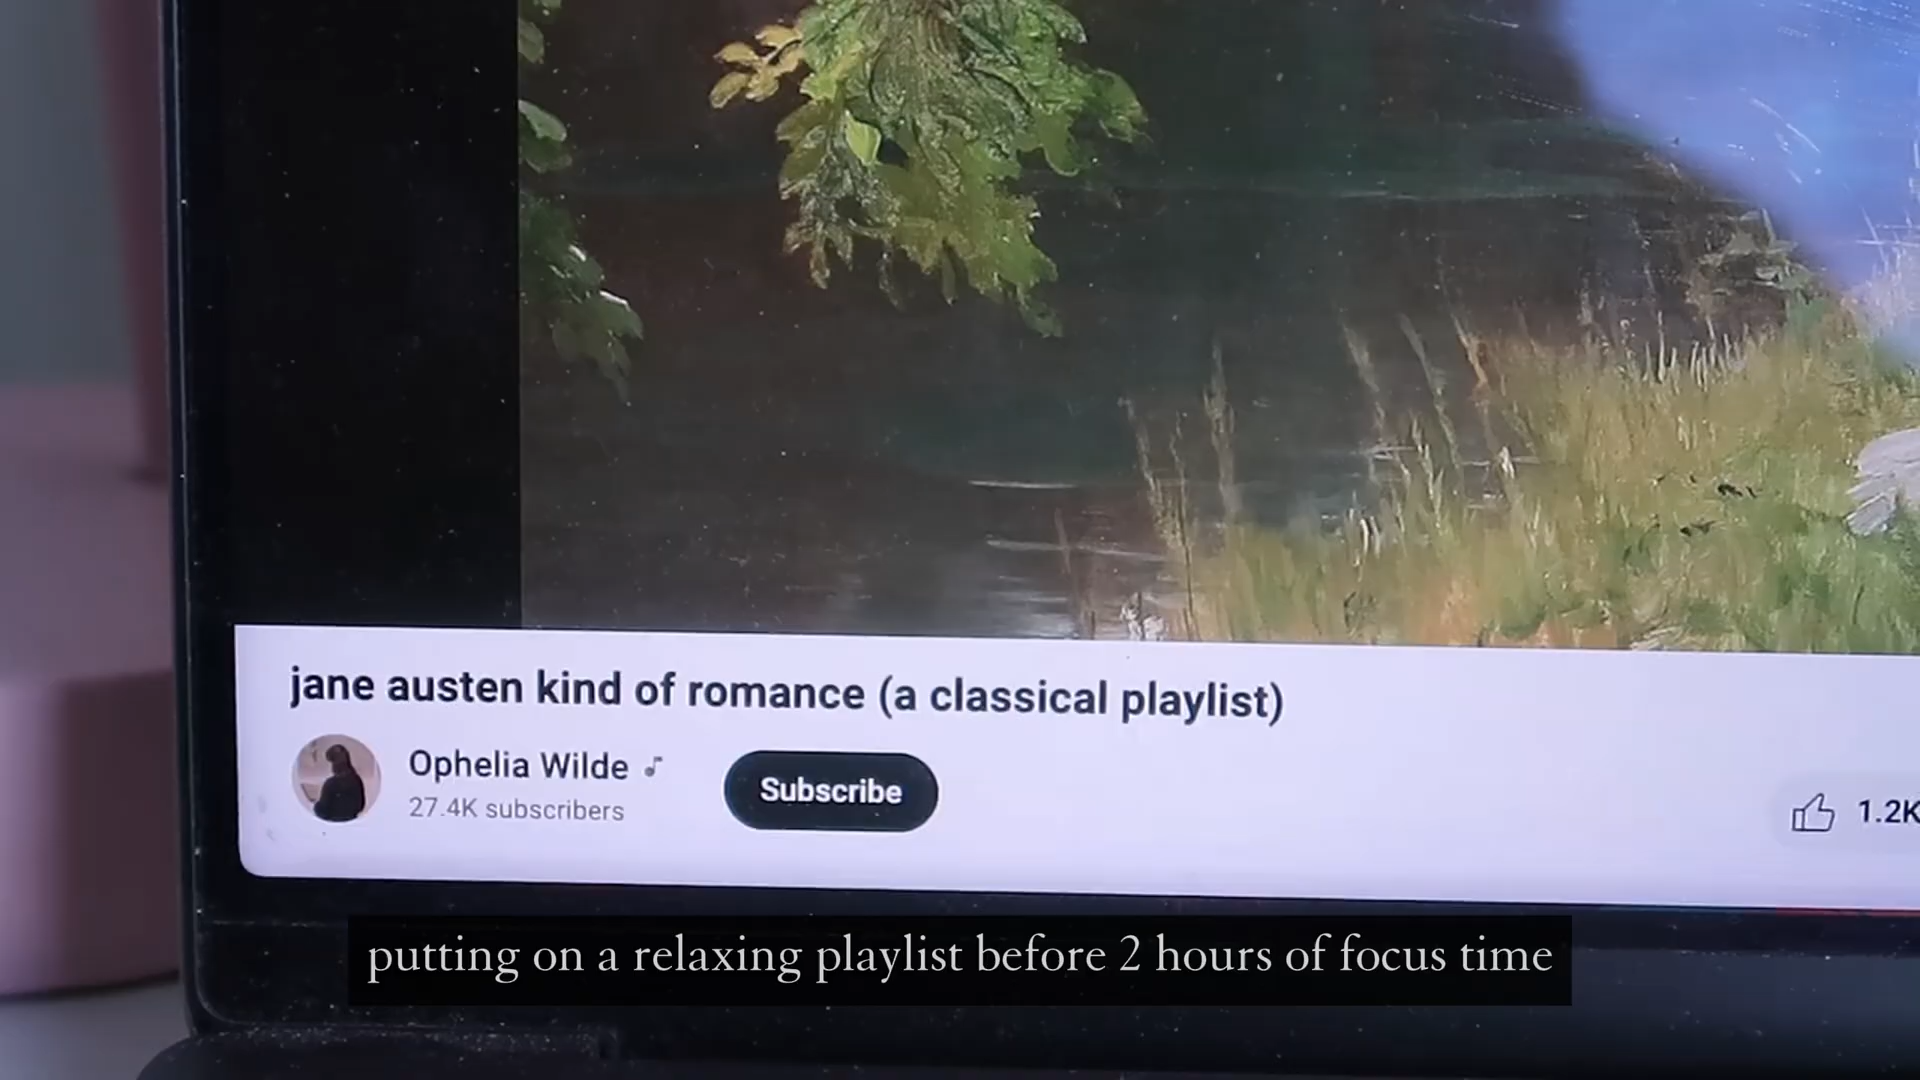 jane austen kind of romance (a classical playlist)
Ophelia Wilde
27.4K subscribers
Subscribe
1.2K
putting on a relaxing playlist before 2 hours of focus time